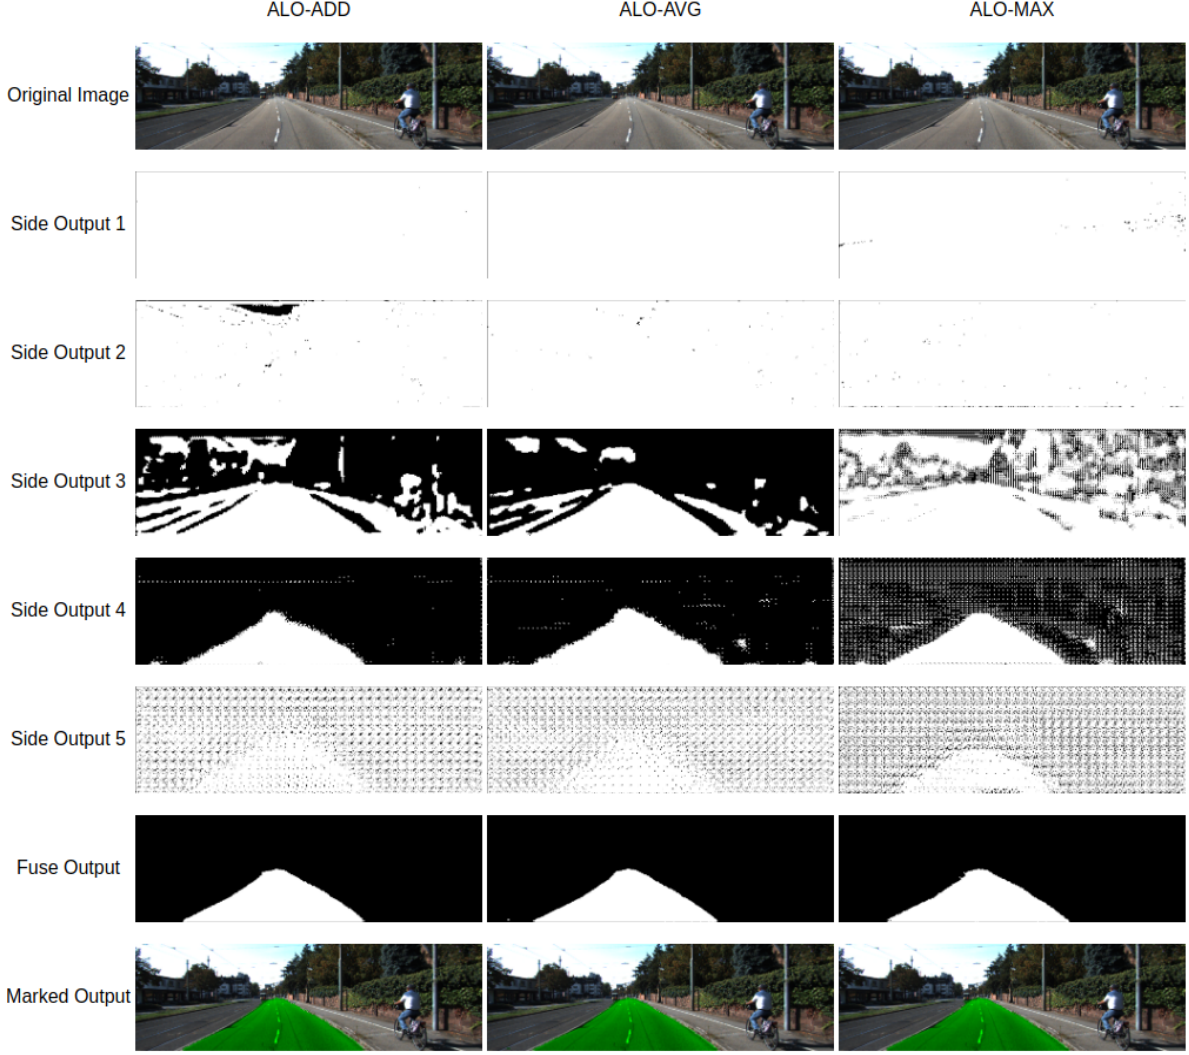 ALO-ADD ALO-AVG ALO-MAX
Original Image
Side Output 1
Side Output 2
Side Output 3
Side Output 4
Side Output 5
Fuse Output
Marked Output